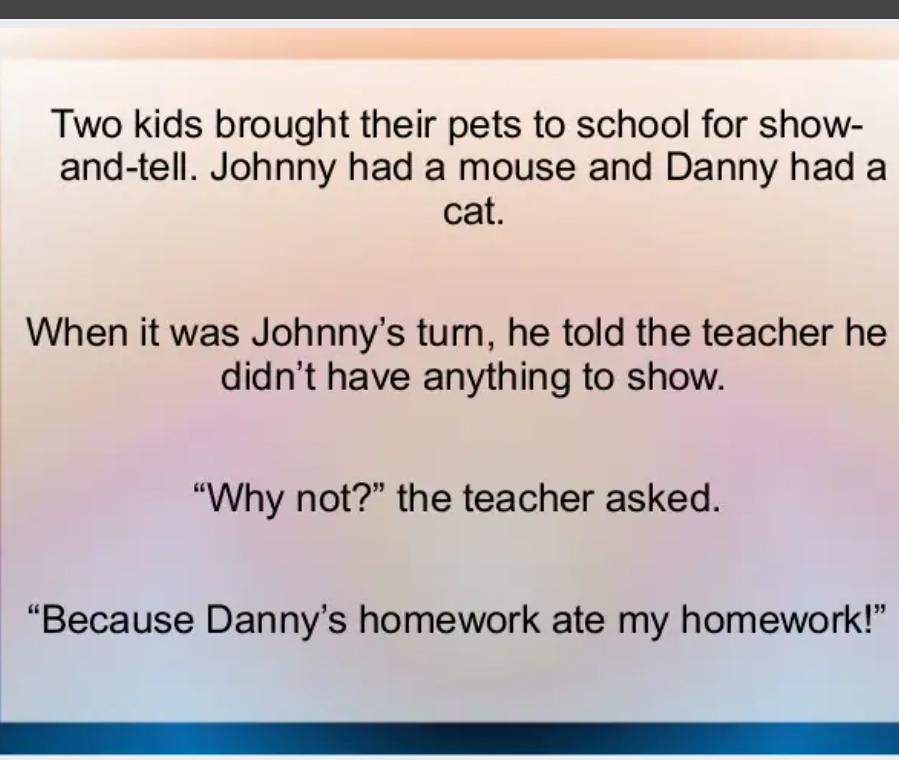 Two kids brought their pets to school for show-
and-tell. Johnny had a mouse and Danny had a
cat.
When it was Johnny’s turn, he told the teacher he
didn’t have anything to show.
“Why not?” the teacher asked.
“Because Danny’s homework ate my homework!”